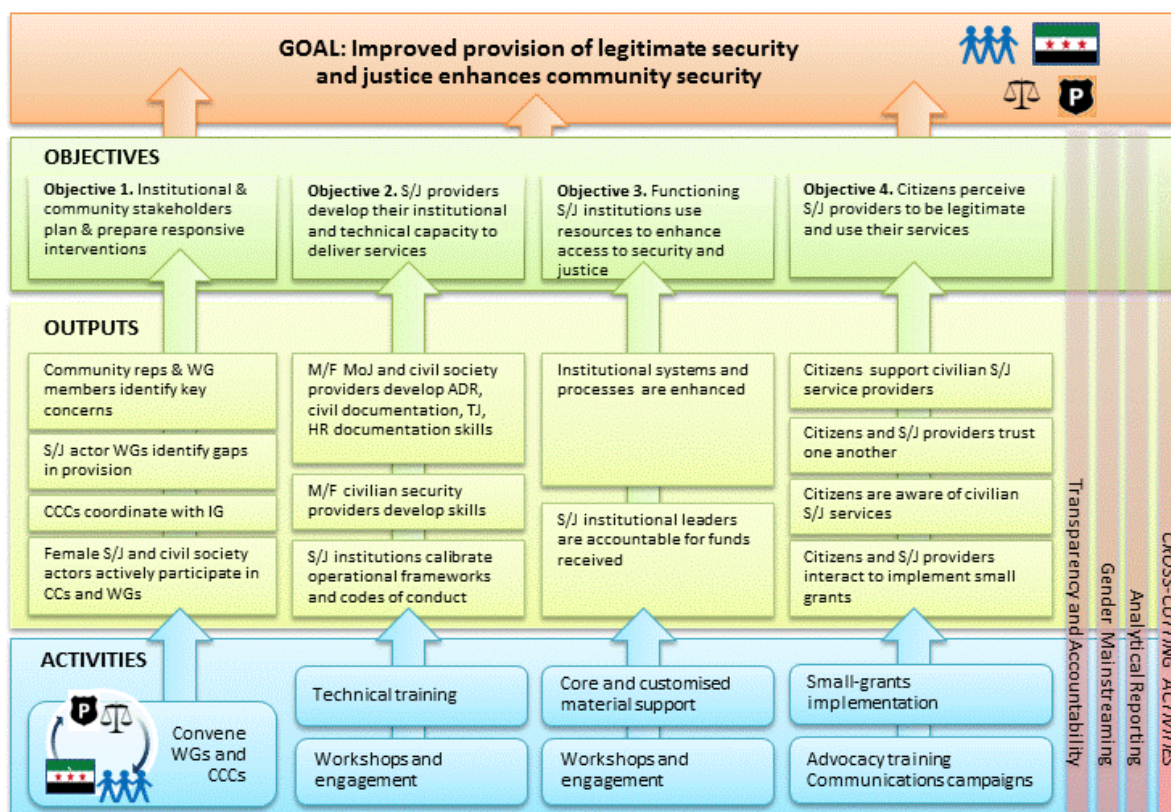 GOAL: Improved provision of legitimate security
and justice enhances community security
P
OBJECTIVES
Objective 1. Institutional &
community stakeholders
plan & prepare responsive
interventions
Objective 2. S/J providers
develop their institutional
and technical capacity to
deliver services
Objective 3. Functioning
S/J institutions use
resources to enhance
access to security and
justice
Objective 4. Citizens perceive
S/J providers to be legitimate
and use their services
OUTPUTS
Community reps & WG
members identify key
concerns
S/J actor WGs identify gaps
in provision
CCCs coordinate with IG
Female S/J and civil society
actors actively participate in
CCs and WGs
M/F MoJ and civil society
providers develop ADR,
civil documentation, TJ,
HR documentation skills
M/F civilian security
providers develop skills
S/J institutions calibrate
operational frameworks
and codes of conduct
Institutional systems and
processes are enhanced
S/J institutional leaders
are accountable for funds
received
Citizens support civilian S/J
service providers
Citizens and S/J providers trust
one another
Citizens are aware of civilian
S/J services
Citizens and S/J providers
interact to implement small
grants
ACTIVITIES
P
Convene
WGs and
CCCs
Technical training
Workshops and
engagement
Core and customised
material support
Workshops and
engagement
Small-grants
implementation
Advocacy training
Communications campaigns
Transparency and Accountability
Gender Mainstreaming
Analytical Reporting
CROSS-CUTTING ACTIVITIES